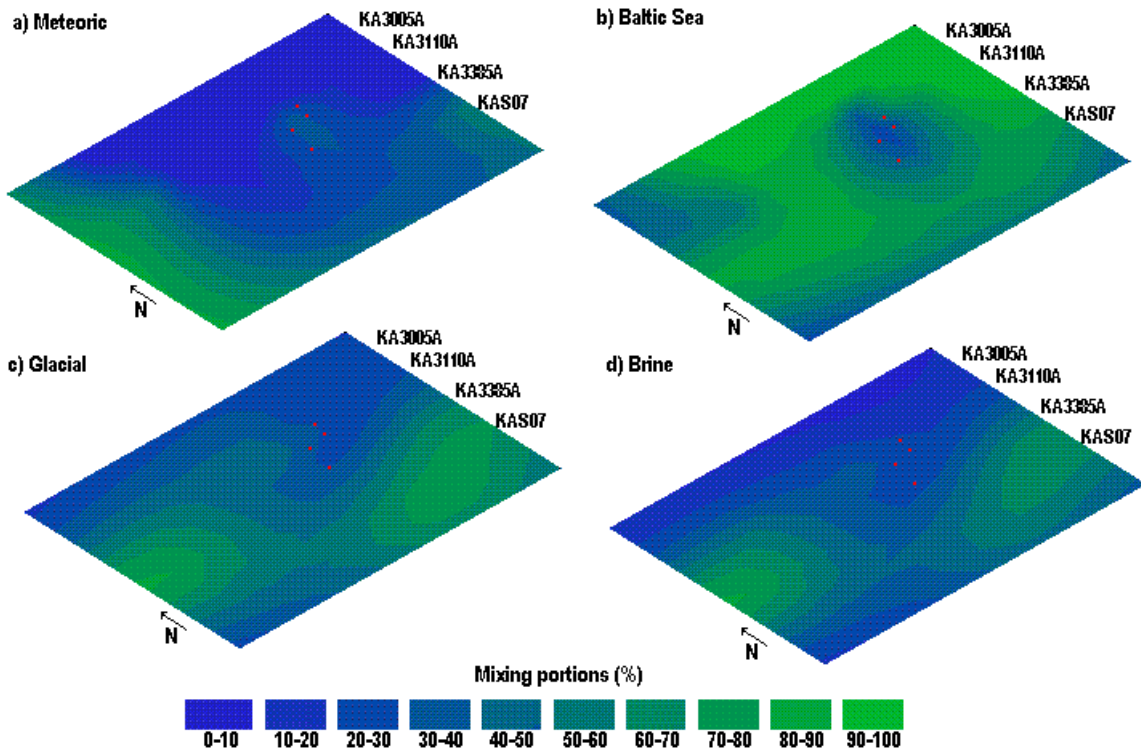 a) Meteoric
KA3005A
KA3110A
KA3385A
KAS07
N
b) Baltic Sea
KA3005A
KA3110A
KA3385A
KAS07
N
c) Glacial
KA3005A
KA3110A
KA3385A
KAS07
N
d) Brine
KA3005A
KA3110A
KA3385A
KAS07
N
Mixing portions (%)
0-10 10-20 20-30 30-40 40-50 50-60 60-70 70-80 80-90 90-100